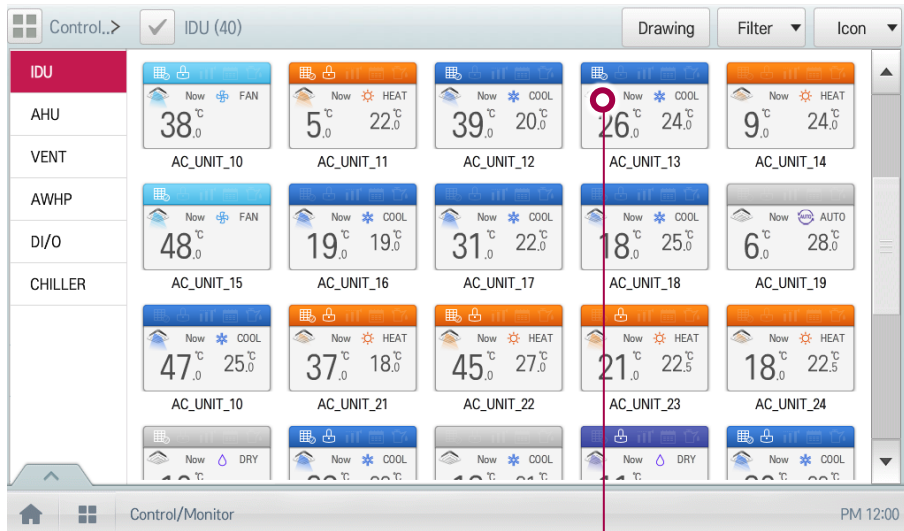 Control..> IDU (40) Drawing Filter Icon
IDU
AHU
VENT
AWHP
DI/O
CHILLER
Now FAN
38.0℃
AC_UNIT_10
Now HEAT
5.0℃ 22.0℃
AC_UNIT_11
Now COOL
39.0℃ 20.0℃
AC_UNIT_12
Now COOL
26.0℃ 24.0℃
AC_UNIT_13
Now HEAT
9.0℃ 24.0℃
AC_UNIT_14
Now FAN
48.0℃
AC_UNIT_15
Now COOL
19.0℃ 19.0℃
AC_UNIT_16
Now COOL
31.0℃ 22.0℃
AC_UNIT_17
Now COOL
18.0℃ 25.0℃
AC_UNIT_18
Now AUTO AUTO
6.0℃ 28.0℃
AC_UNIT_19
Now COOL
47.0℃ 25.0℃
AC_UNIT_10
Now HEAT
37.0℃ 18.0℃
AC_UNIT_21
Now HEAT
45.0℃ 27.0℃
AC_UNIT_22
Now HEAT
21.0℃ 22.5℃
AC_UNIT_23
Now HEAT
18.0℃ 22.5℃
AC_UNIT_24
Now DRY
Now COOL
Now COOL
Now DRY
Now COOL
Control/Monitor PM 12:00